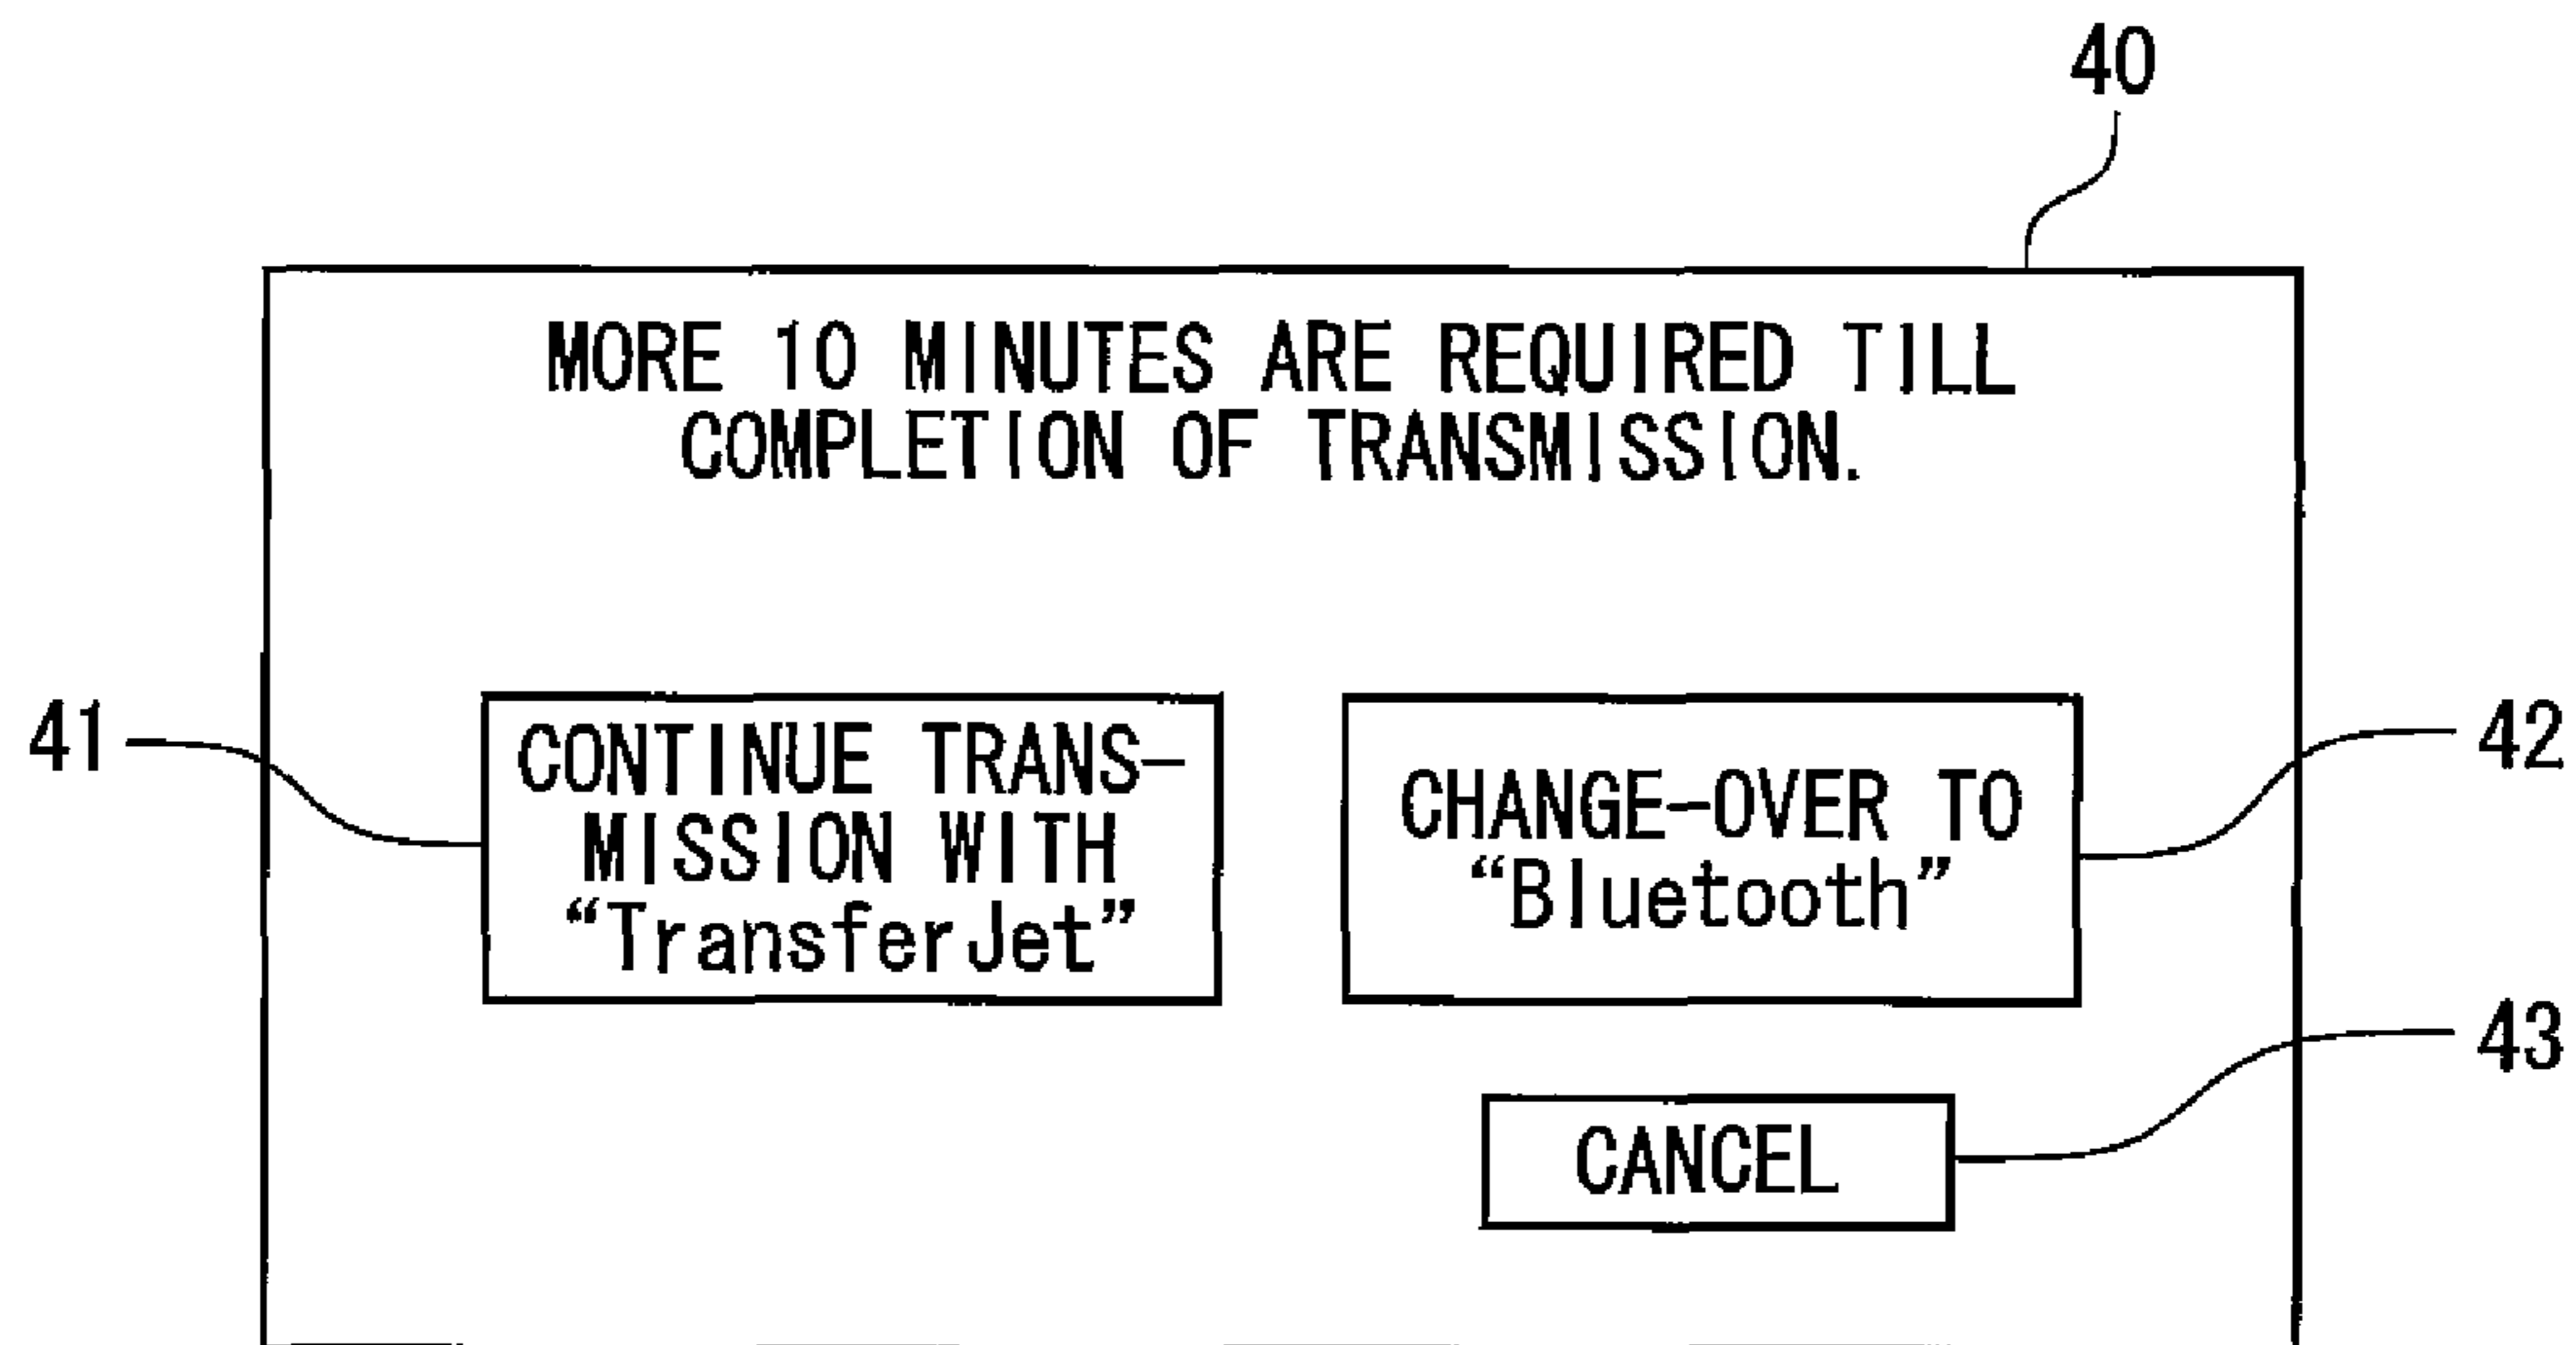 40
MORE 10 MINUTES ARE REQUIRED TILL
COMPLETION OF TRANSMISSION.
41
CONTINUE TRANS-
MISSION WITH
“TransferJet”
CHANGE-OVER TO
“Bluetooth”
42
43
CANCEL